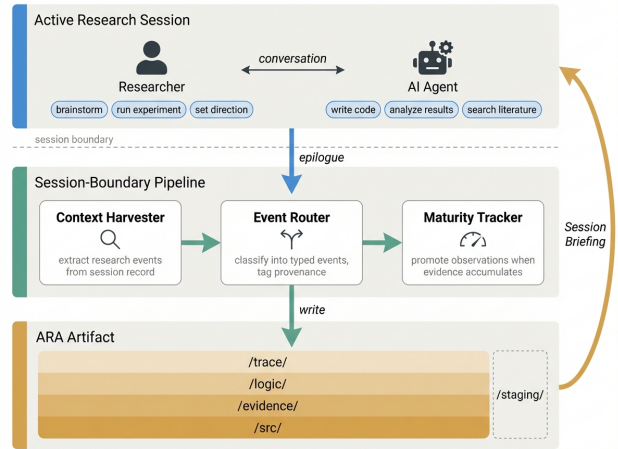 Active Research Session
conversation
Researcher
AI Agent
brainstorm
run experiment
set direction
write code
analyze results
search literature
session boundary
epilogue
Session-Boundary Pipeline
Context Harvester
extract research events
from session record
Event Router
classify into typed events,
tag provenance
Maturity Tracker
promote observations when
evidence accumulates
Session
Briefing
write
ARA Artifact
/trace/
/logic/
/evidence/
/src/
/staging/